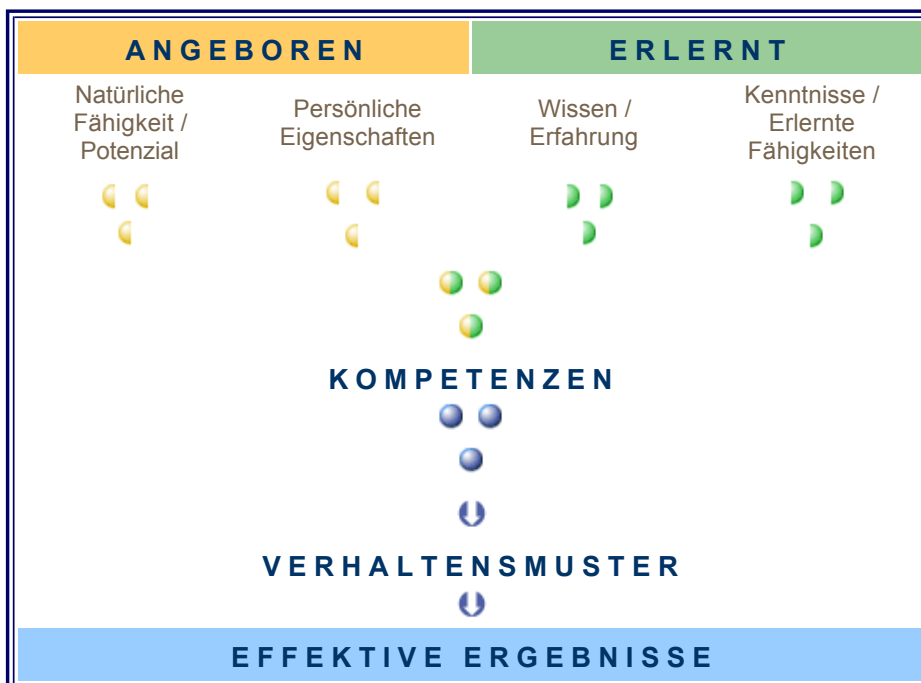 ANGEBOREN
ERLERNT
Natürliche
Fähigkeit /
Potenzial
Persönliche
Eigenschaften
Wissen /
Erfahrung
Kenntnisse /
Erlernte
Fähigkeiten
KOMPETENZEN
VERHALTENSMUSTER
EFFEKTIVE ERGEBNISSE